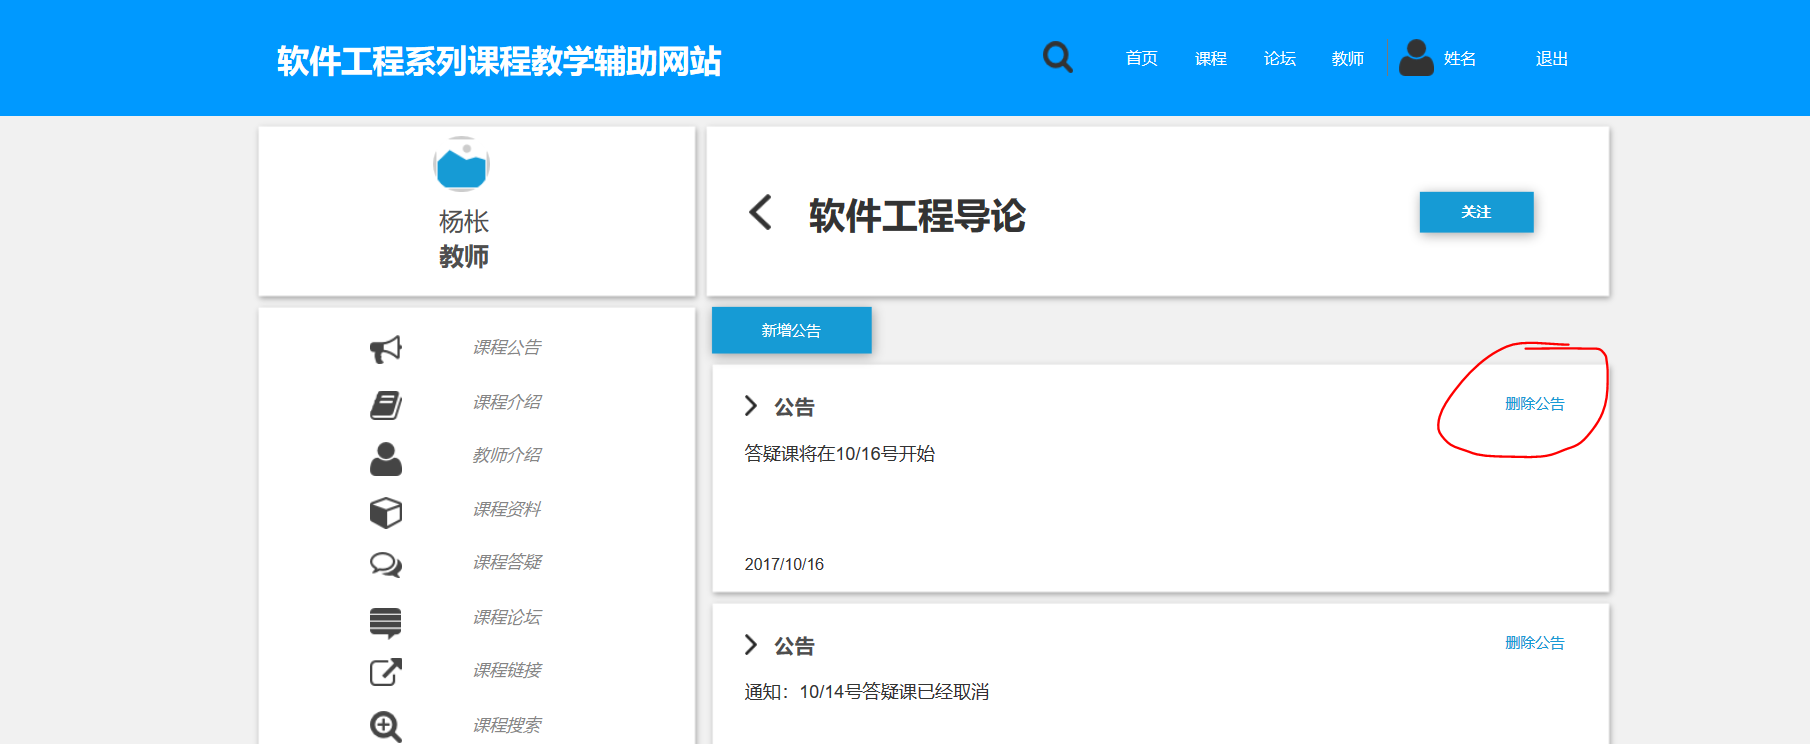 软件工程系列课程教学辅助网站
首页 课程 论坛 教师 姓名 退出
杨枨
教师
软件工程导论
关注
课程公告
课程介绍
教师介绍
课程资料
课程答疑
课程论坛
课程链接
课程搜索
新增公告
公告
删除公告
答疑课将在10/16号开始
2017/10/16
公告
删除公告
通知：10/14号答疑课已经取消